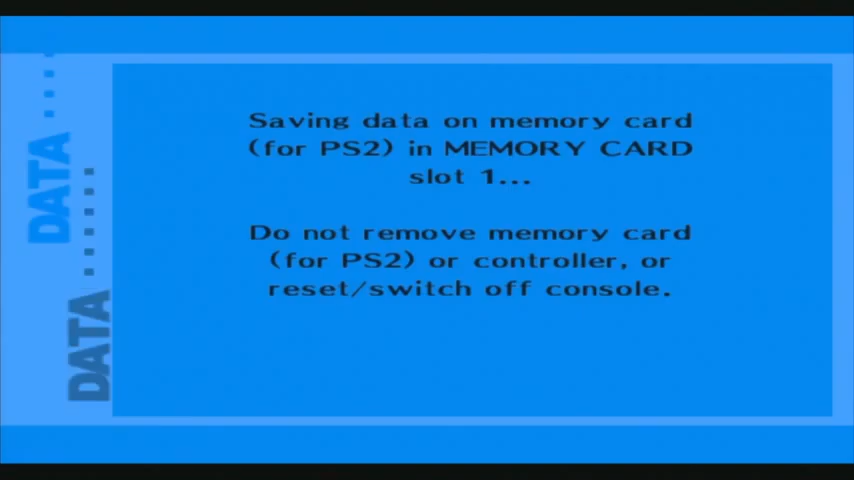 Saving data on memory card
(for PS2) in MEMORY CARD
slot 1...
Do not remove memory card
(for PS2) or controller, or
reset/switch off console.
DATA......
DATA....